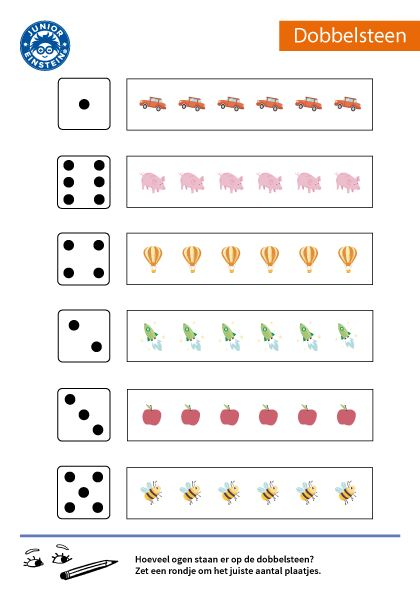 JUNIOR
EINSTEIN
Dobbelsteen
Hoeveel ogen staan er op de dobbelsteen?
Zet een rondje om het juiste aantal plaatjes.